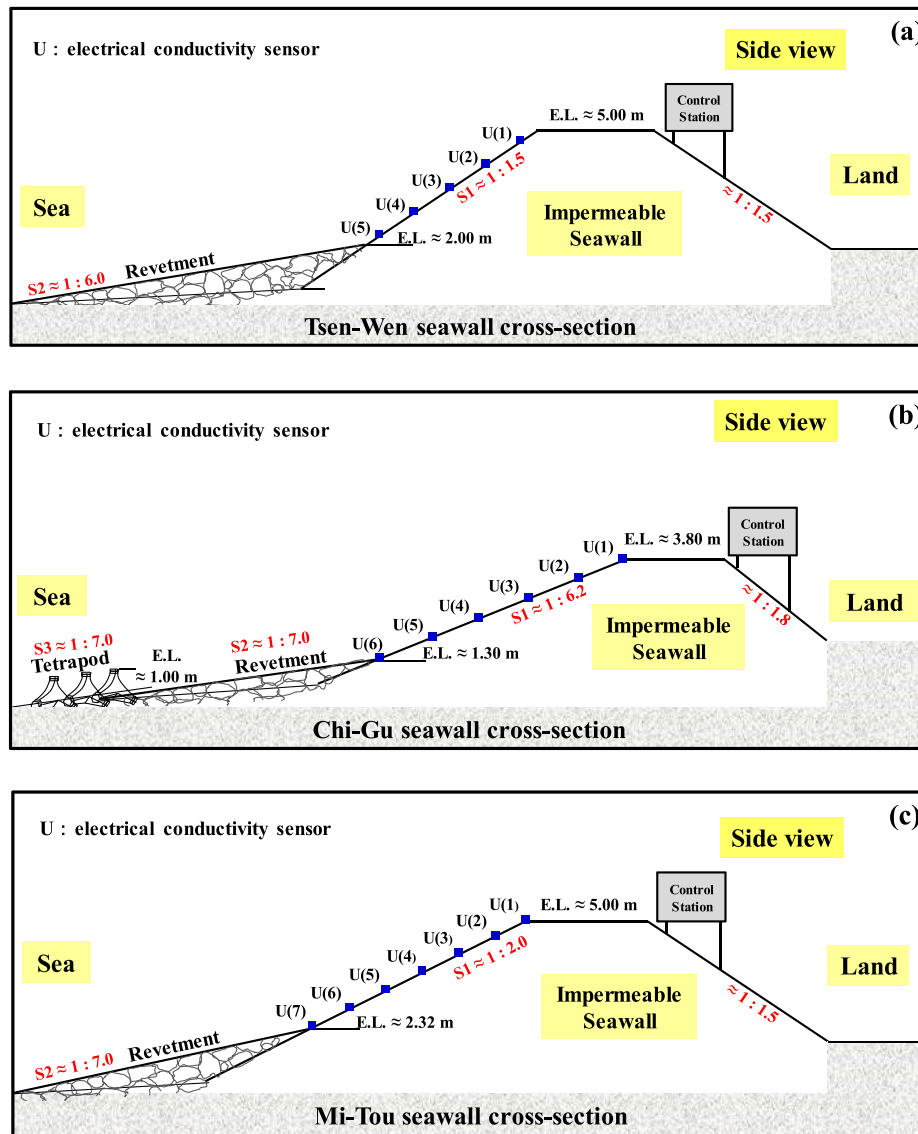 (a)
U : electrical conductivity sensor
Side view
Control
Station
E.L. ≈ 5.00 m
U(1)
U(2)
U(3)
U(4)
U(5)
S1 ≈ 1 : 1.5
≈ 1 : 1.5
Land
Sea
Impermeable
Seawall
E.L. ≈ 2.00 m
Revetment
S2 ≈ 1 : 6.0
Tsen-Wen seawall cross-section
(b)
U : electrical conductivity sensor
Side view
Control
Station
E.L. ≈ 3.80 m
U(1)
U(2)
U(3)
U(4)
U(5)
U(6)
S1 ≈ 1 : 6.2
≈ 1 : 1.8
Land
Sea
Impermeable
Seawall
S3 ≈ 1 : 7.0
Tetrapod
E.L.
≈ 1.00 m
S2 ≈ 1 : 7.0
Revetment
E.L. ≈ 1.30 m
Chi-Gu seawall cross-section
(c)
U : electrical conductivity sensor
Side view
Control
Station
E.L. ≈ 5.00 m
U(1)
U(2)
U(3)
U(4)
U(5)
U(6)
U(7)
S1 ≈ 1 : 2.0
≈ 1 : 1.5
Land
Sea
Impermeable
Seawall
E.L. ≈ 2.32 m
Revetment
S2 ≈ 1 : 7.0
Mi-Tou seawall cross-section